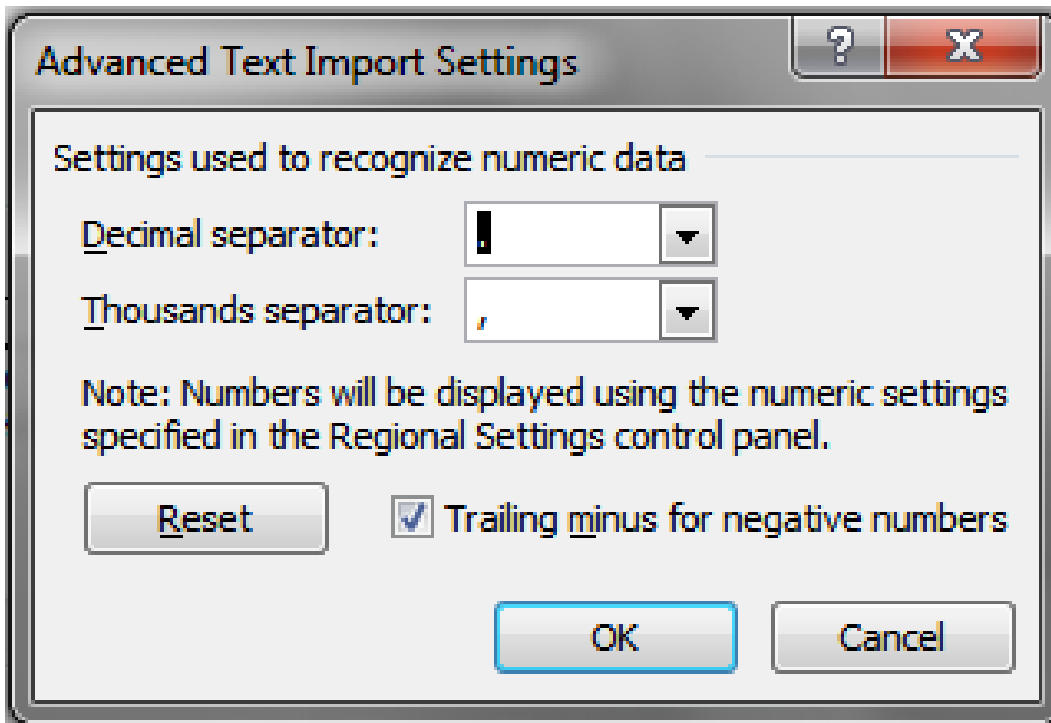 Advanced Text Import Settings
Settings used to recognize numeric data
Decimal separator: .
Thousands separator: ,
Note: Numbers will be displayed using the numeric settings
specified in the Regional Settings control panel.
Reset Trailing minus for negative numbers
OK Cancel